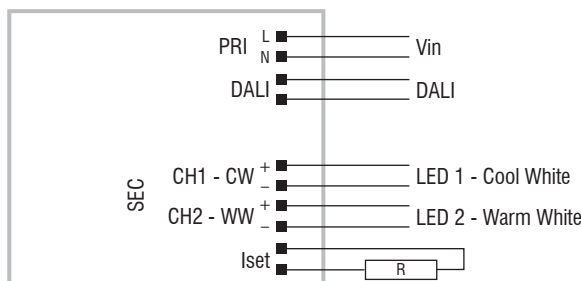 PRI L Vin
N
DALI DALI
SEC
CH1 - CW + LED 1 - Cool White
–
CH2 - WW + LED 2 - Warm White
–
Iset
R